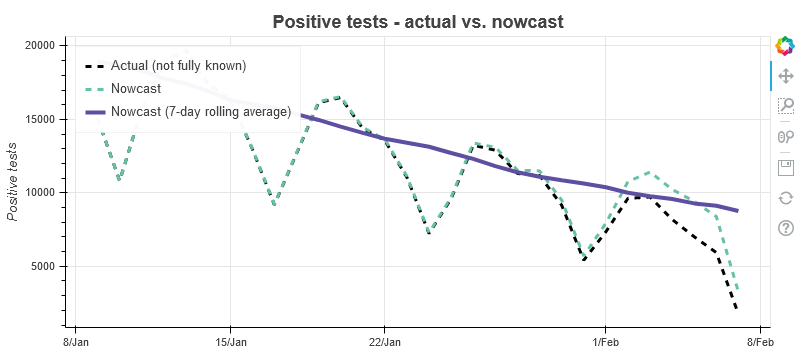 Positive tests - actual vs. nowcast
20000
15000
10000
5000
Positive tests
Actual (not fully known)
Nowcast
Nowcast (7-day rolling average)
8/Jan
15/Jan
22/Jan
1/Feb
8/Feb